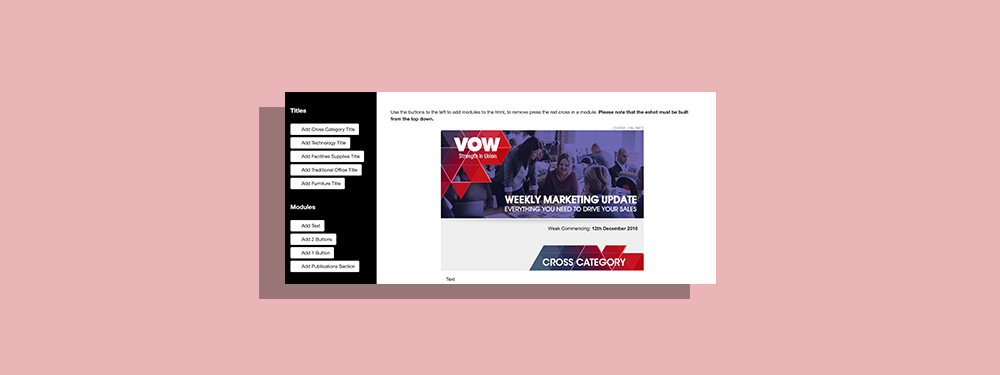 Titles
Add Cross Category Title
Add Technology Title
Add Facilities Supplies Title
Add Traditional Office Title
Add Furniture Title
Modules
Add Text
Add 2 Buttons
Add 1 Button
Add Publications Section
Use the buttons to the left to add modules to the html, to remove press the red cross in a module. Please note that the eshot must be built
from the top down.
VOW
Strength in Union
WEEKLY MARKETING UPDATE
EVERYTHING YOU NEED TO DRIVE YOUR SALES
Week Commencing: 12th December 2016
CROSS CATEGORY
Text